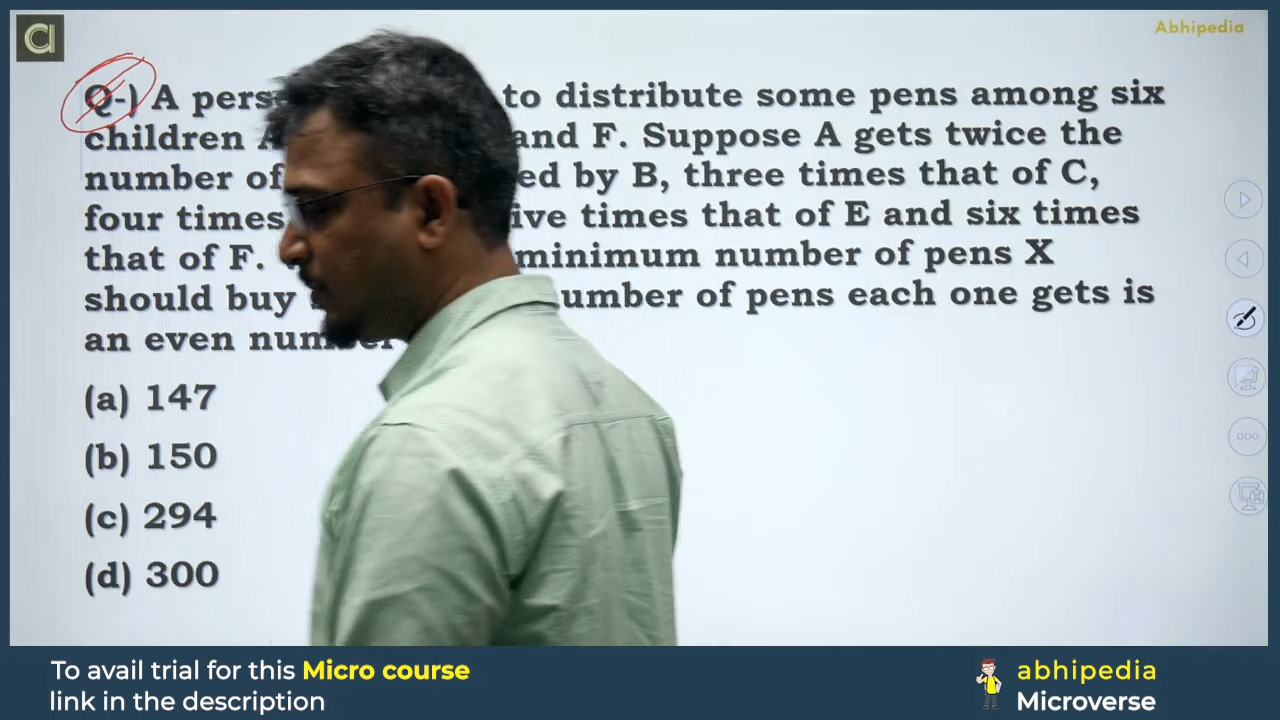 Abhipedia
Q-) A pers to distribute some pens among six
children A and F. Suppose A gets twice the
number of ed by B, three times that of C,
four times ive times that of E and six times
that of F. minimum number of pens X
should buy umber of pens each one gets is
an even number
(a) 147
(b) 150
(c) 294
(d) 300
To avail trial for this Micro course
link in the description
abhipedia
Microverse